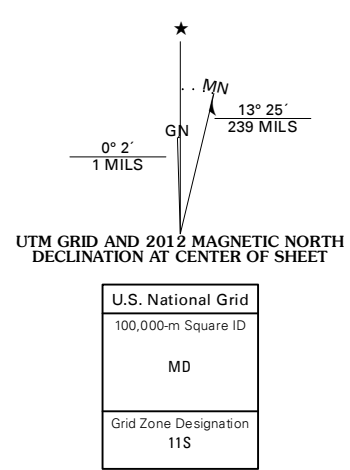 ★
MN
13° 25´
239 MILS
GN
0° 2´
1 MILS
UTM GRID AND 2012 MAGNETIC NORTH
DECLINATION AT CENTER OF SHEET
U.S. National Grid
100,000-m Square ID
MD
Grid Zone Designation
11S